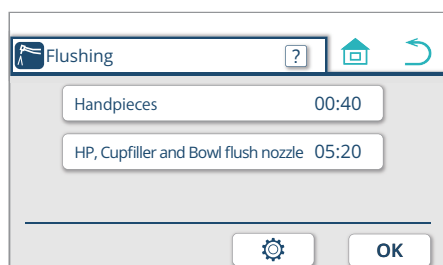 Flushing ?
Handpieces 00:40
HP, Cupfiller and Bowl flush nozzle 05:20
OK